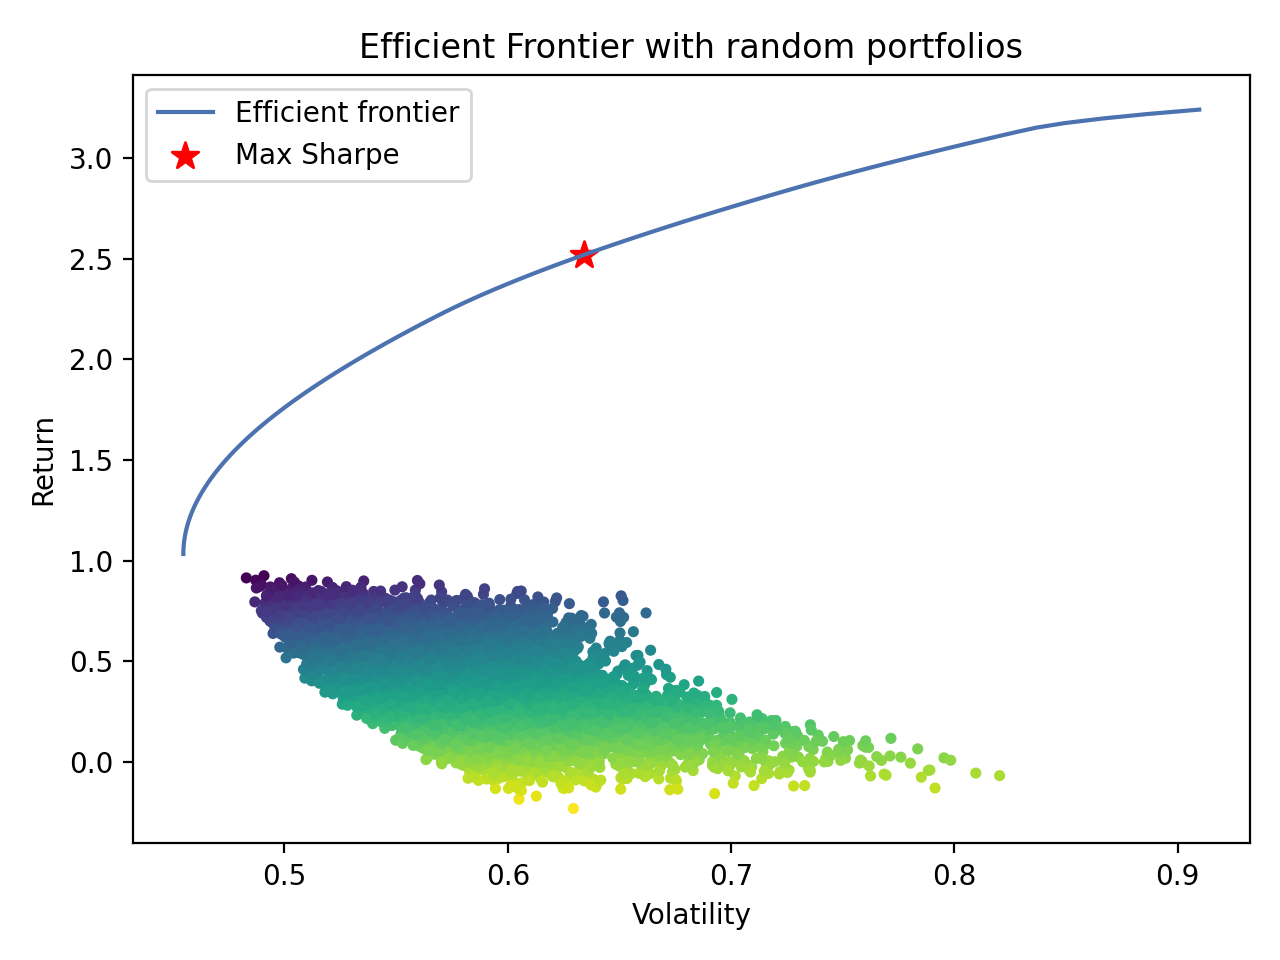 Efficient Frontier with random portfolios
Efficient frontier
Max Sharpe
3.0
2.5
2.0
1.5
1.0
0.5
0.0
Return
0.5 0.6 0.7 0.8 0.9
Volatility